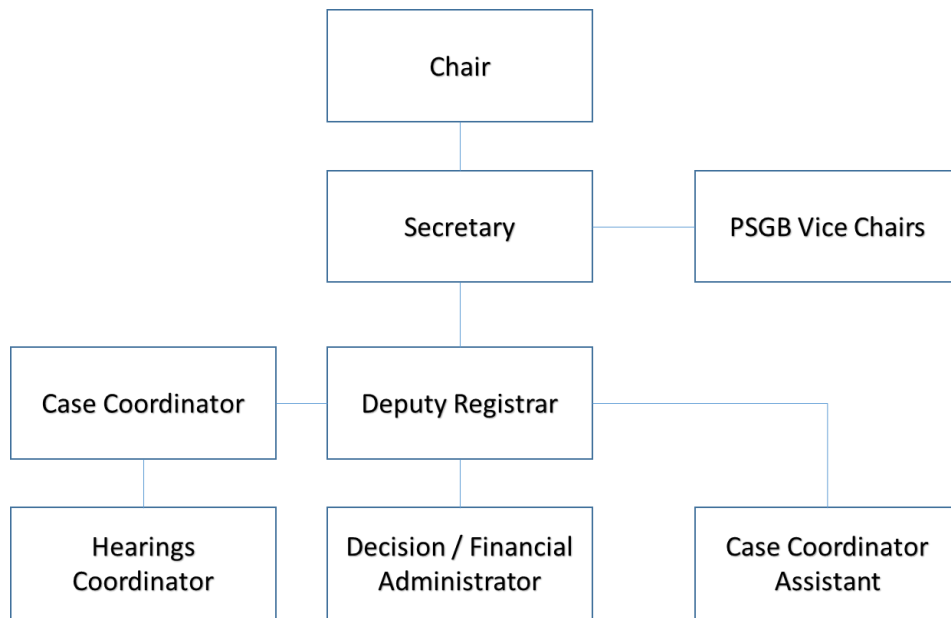 Chair
Secretary
PSGB Vice Chairs
Case Coordinator
Deputy Registrar
Hearings
Coordinator
Decision / Financial
Administrator
Case Coordinator
Assistant